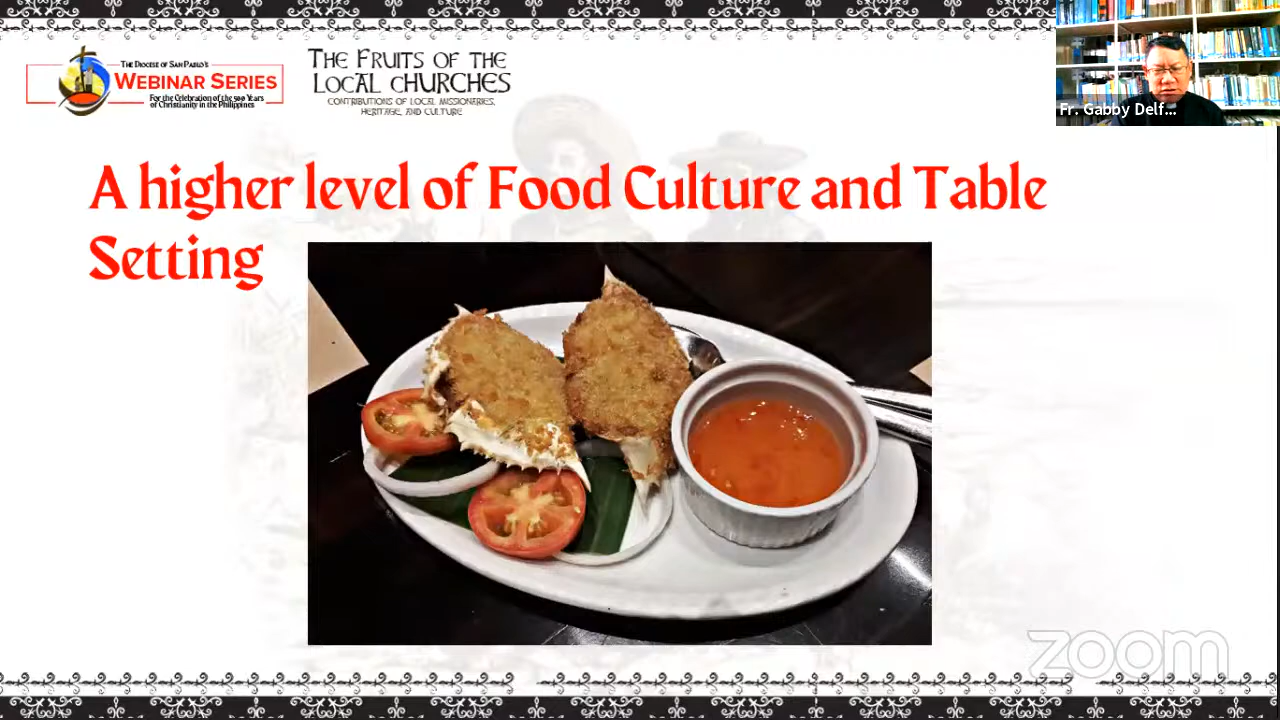 The Diocese of San Pablo's
Webinar Series
For the Celebration of the 500 Years
of Christianity in the Philippines
The Fruits of the
Local Churches
Contributions of Local Missionaries,
Heritage, and Culture
Fr. Gabby Delf...
A higher level of Food Culture and Table
Setting
zoom